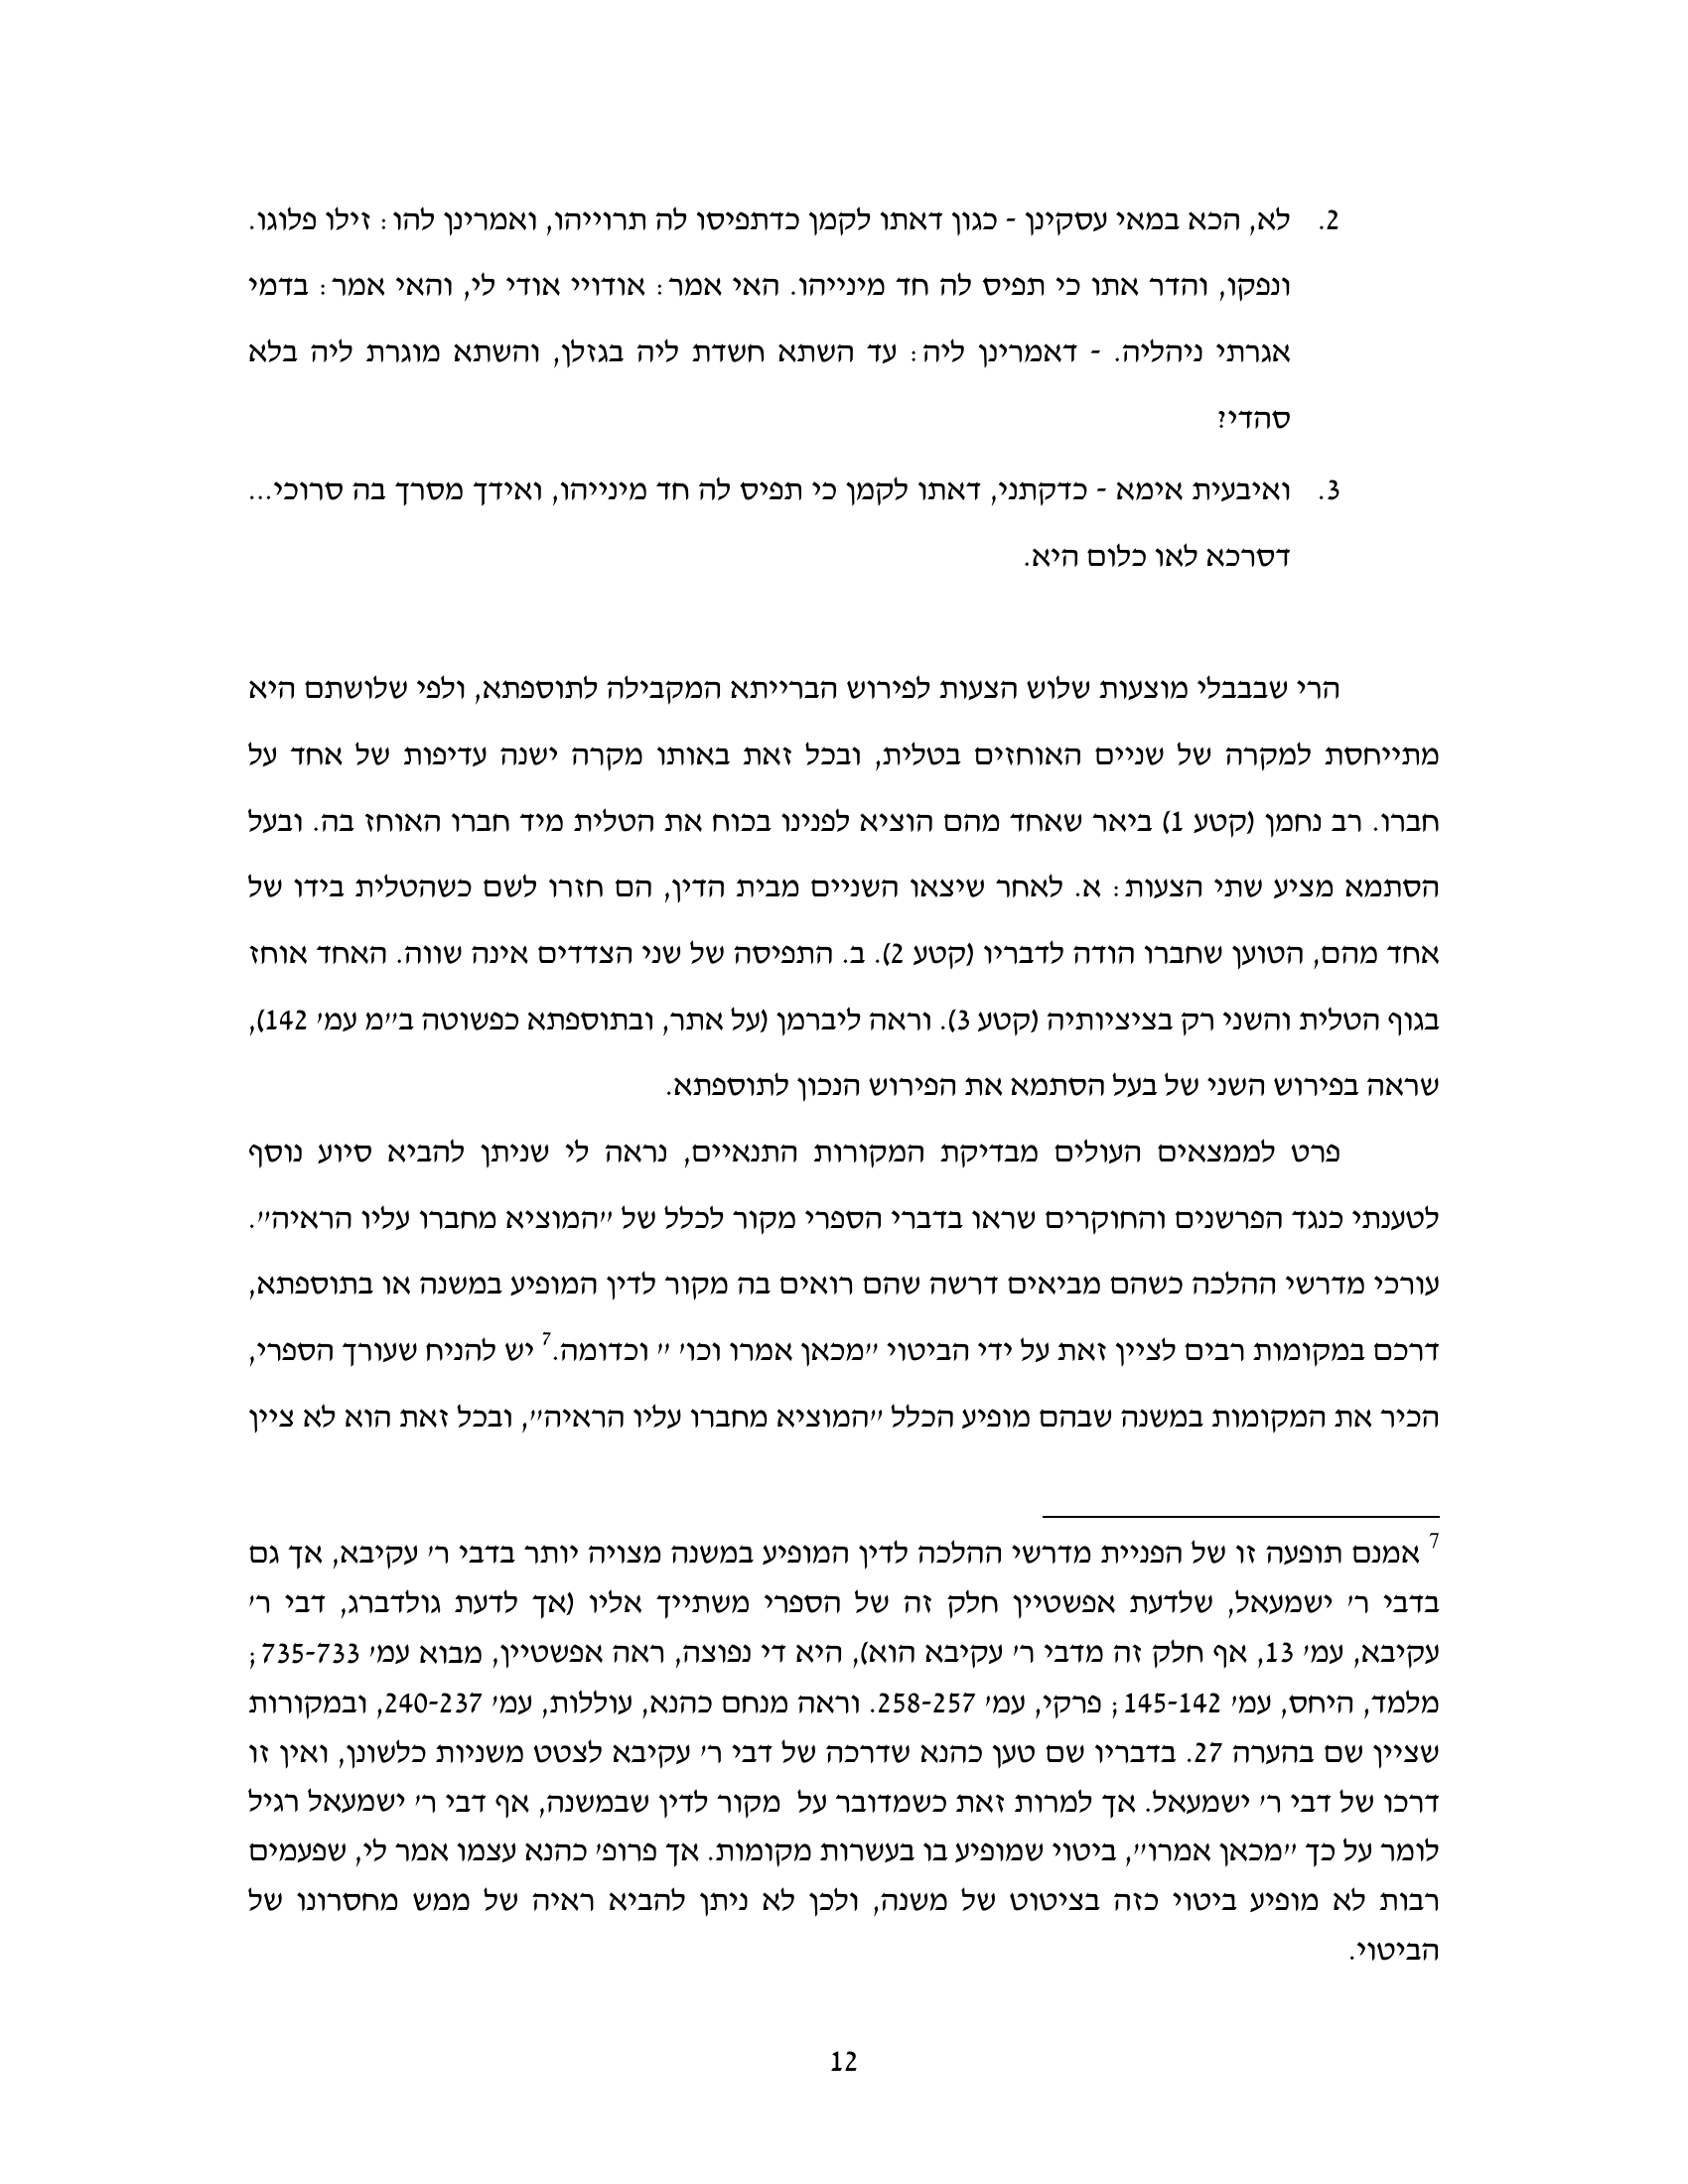 2. לא, הכא במאי עסקינן - כגון דאתו לקמן כדתפיסו לה תרוייהו, ואמרינן להו: זילו פלוגו.
ונפקו, והדר אתו כי תפיס לה חד מינייהו. האי אמר: אודויי אודי לי, והאי אמר: בדמי
אגרתי ניהליה. - דאמרינן ליה: עד השתא חשדת ליה בגזלן, והשתא מוגרת ליה בלא
סהדי?
3. ואיבעית אימא - כדקתני, דאתו לקמן כי תפיס לה חד מינייהו, ואידך מסרך בה סרוכי...
דסרכא לאו כלום היא.
הרי שבבבלי מוצעות שלוש הצעות לפירוש הברייתא המקבילה לתוספתא, ולפי שלושתם היא
מתייחסת למקרה של שניים האוחזים בטלית, ובכל זאת באותו מקרה ישנה עדיפות של אחד על
חברו. רב נחמן (קטע 1) ביאר שאחד מהם הוציא לפנינו בכוח את הטלית מיד חברו האוחז בה. ובעל
הסתמא מציע שתי הצעות: א. לאחר שיצאו השניים מבית הדין, הם חזרו לשם כשהטלית בידו של
אחד מהם, הטוען שחברו הודה לדבריו (קטע 2). ב. התפיסה של שני הצדדים אינה שווה. האחד אוחז
בגוף הטלית והשני רק בציציותיה (קטע 3). וראה ליברמן (על אתר, ובתוספתא כפשוטה ב״מ עמ׳ 142),
שראה בפירוש השני של בעל הסתמא את הפירוש הנכון לתוספתא.
פרט לממצאים העולים מבדיקת המקורות התנאיים, נראה לי שניתן להביא סיוע נוסף
לטענתי כנגד הפרשנים והחוקרים שראו בדברי הספרי מקור לכלל של ״המוציא מחברו עליו הראיה״.
עורכי מדרשי ההלכה כשהם מביאים דרשה שהם רואים בה מקור לדין המופיע במשנה או בתוספתא,
דרכם במקומות רבים לציין זאת על ידי הביטוי ״מכאן אמרו וכו׳ ״ וכדומה.7 יש להניח שעורך הספרי,
הכיר את המקומות במשנה שבהם מופיע הכלל ״המוציא מחברו עליו הראיה״, ובכל זאת הוא לא ציין
7 אמנם תופעה זו של הפניית מדרשי ההלכה לדין המופיע במשנה מצויה יותר בדבי ר׳ עקיבא, אך גם
בדבי ר׳ ישמעאל, שלדעת אפשטיין חלק זה של הספרי משתייך אליו (אך לדעת גולדברג, דבי ר׳
עקיבא, עמ׳ 13, אף חלק זה מדבי ר׳ עקיבא הוא), היא די נפוצה, ראה אפשטיין, מבוא עמ׳ 735-733;
מלמד, היחס, עמ׳ 145-142; פרקי, עמ׳ 258-257. וראה מנחם כהנא, עוללות, עמ׳ 240-237, ובמקורות
שציין שם בהערה 27. בדבריו שם טען כהנא שדרכה של דבי ר׳ עקיבא לצטט משניות כלשונן, ואין זו
דרכו של דבי ר׳ ישמעאל. אך למרות זאת כשמדובר על מקור לדין שבמשנה, אף דבי ר׳ ישמעאל רגיל
לומר על כך ״מכאן אמרו״, ביטוי שמופיע בו בעשרות מקומות. אך פרופ׳ כהנא עצמו אמר לי, שפעמים
רבות לא מופיע ביטוי כזה בציטוט של משנה, ולכן לא ניתן להביא ראיה של ממש מחסרונו של
הביטוי.
12